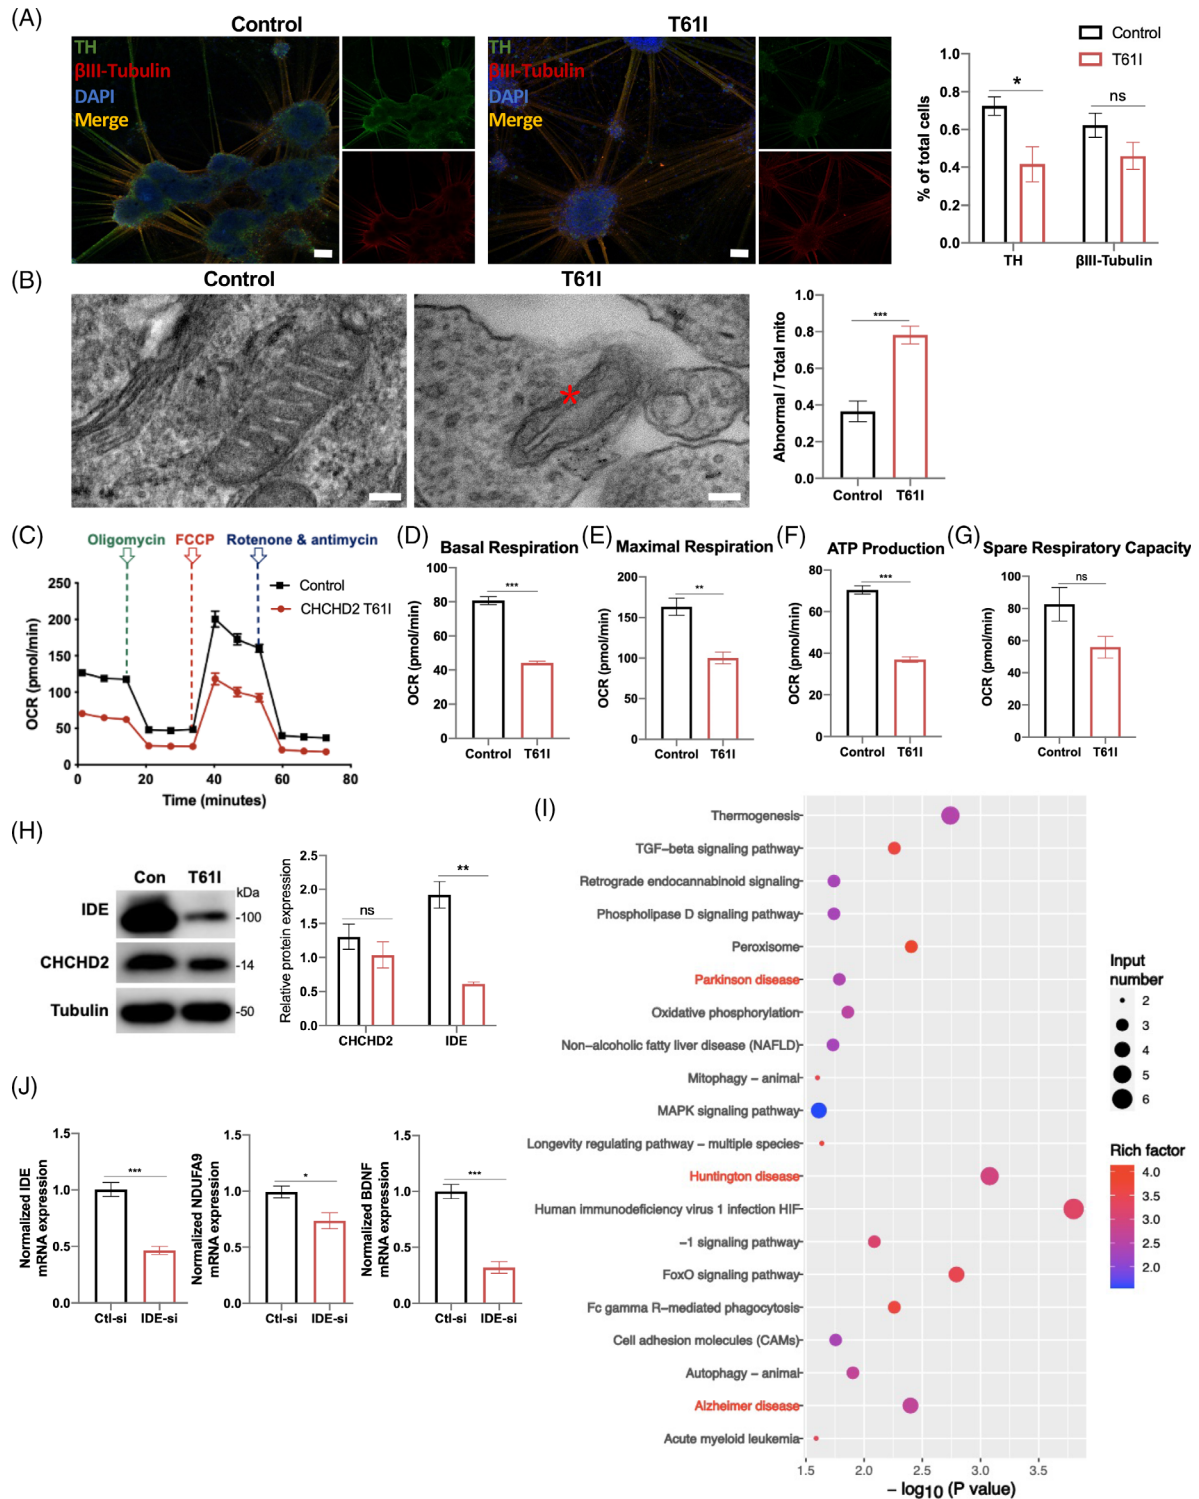 (A)
Control
T61I
TH
βIII-Tubulin
DAPI
Merge
TH
βIII-Tubulin
DAPI
Merge
Control
T61I
% of total cells
1.0
0.8
0.6
0.4
0.2
0.0
*
ns
TH
βIII-Tubulin
(B)
Control
T61I
*
Abnormal / Total mito
1.0
0.8
0.6
0.4
0.2
0.0
***
Control
T61I
(C)
Oligomycin
FCCP
Rotenone & antimycin
Control
CHCHD2 T61I
OCR (pmol/min)
250
200
150
100
50
0
0
20
40
60
80
Time (minutes)
(D)
Basal Respiration
OCR (pmol/min)
100
80
60
40
20
0
***
Control
T61I
(E)
Maximal Respiration
OCR (pmol/min)
200
150
100
50
0
**
Control
T61I
(F)
ATP Production
OCR (pmol/min)
80
60
40
20
0
***
Control
T61I
(G)
Spare Respiratory Capacity
OCR (pmol/min)
100
80
60
40
20
0
ns
Control
T61I
(H)
Con
T61I
kDa
IDE
-100
CHCHD2
-14
Tubulin
-50
Relative protein expression
2.5
2.0
1.5
1.0
0.5
0.0
ns
**
CHCHD2
IDE
(I)
Thermogenesis
TGF-beta signaling pathway
Retrograde endocannabinoid signaling
Phospholipase D signaling pathway
Peroxisome
Parkinson disease
Oxidative phosphorylation
Non-alcoholic fatty liver disease (NAFLD)
Mitophagy - animal
MAPK signaling pathway
Longevity regulating pathway - multiple species
Huntington disease
Human immunodeficiency virus 1 infection HIF
-1 signaling pathway
FoxO signaling pathway
Fc gamma R-mediated phagocytosis
Cell adhesion molecules (CAMs)
Autophagy - animal
Alzheimer disease
Acute myeloid leukemia
1.5
2.0
2.5
3.0
3.5
− log10 (P value)
Input
number
2
3
4
5
6
Rich factor
4.0
3.5
3.0
2.5
2.0
(J)
Normalized IDE
mRNA expression
1.5
1.0
0.5
0.0
***
Ctl-si
IDE-si
Normalized NDUFA9
mRNA expression
1.5
1.0
0.5
0.0
*
Ctl-si
IDE-si
Normalized BDNF
mRNA expression
1.5
1.0
0.5
0.0
***
Ctl-si
IDE-si